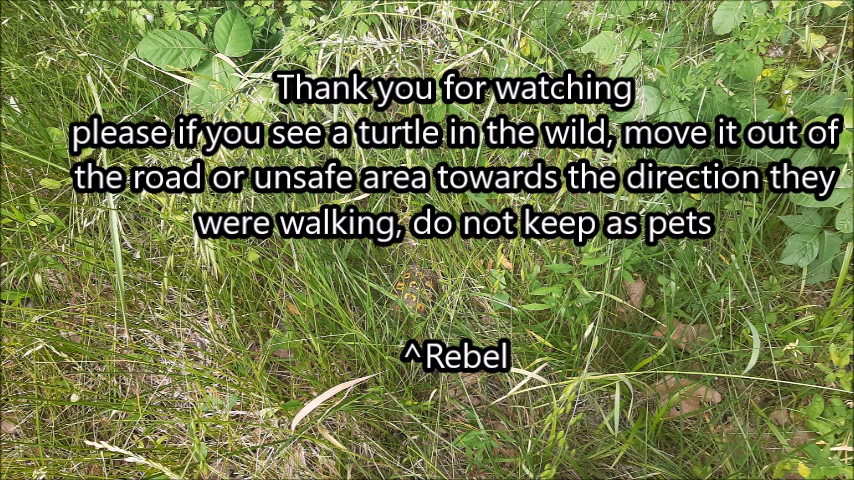 Thank you for watching
please if you see a turtle in the wild, move it out of
the road or unsafe area towards the direction they
were walking, do not keep as pets
^Rebel